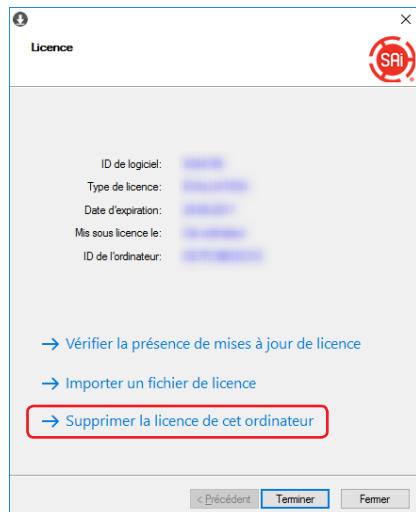 Licence
SAi
ID de logiciel:
Type de licence:
Date d'expiration:
Mis sous licence le:
ID de l'ordinateur:
→ Vérifier la présence de mises à jour de licence
→ Importer un fichier de licence
→ Supprimer la licence de cet ordinateur
< Précédent Terminer Fermer